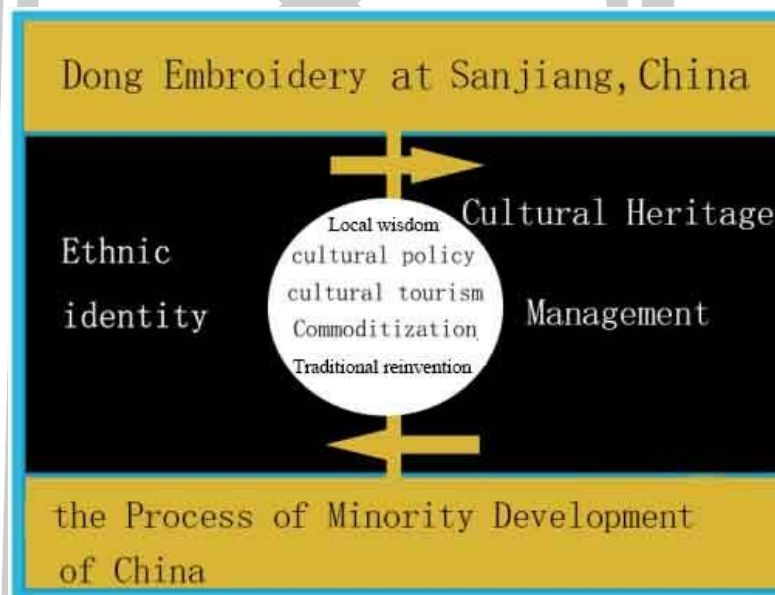 Dong Embroidery at Sanjiang, China
Ethnic
identity
Local wisdom
cultural policy
cultural tourism
Commoditization
Traditional reinvention
Cultural Heritage
Management
the Process of Minority Development
of China